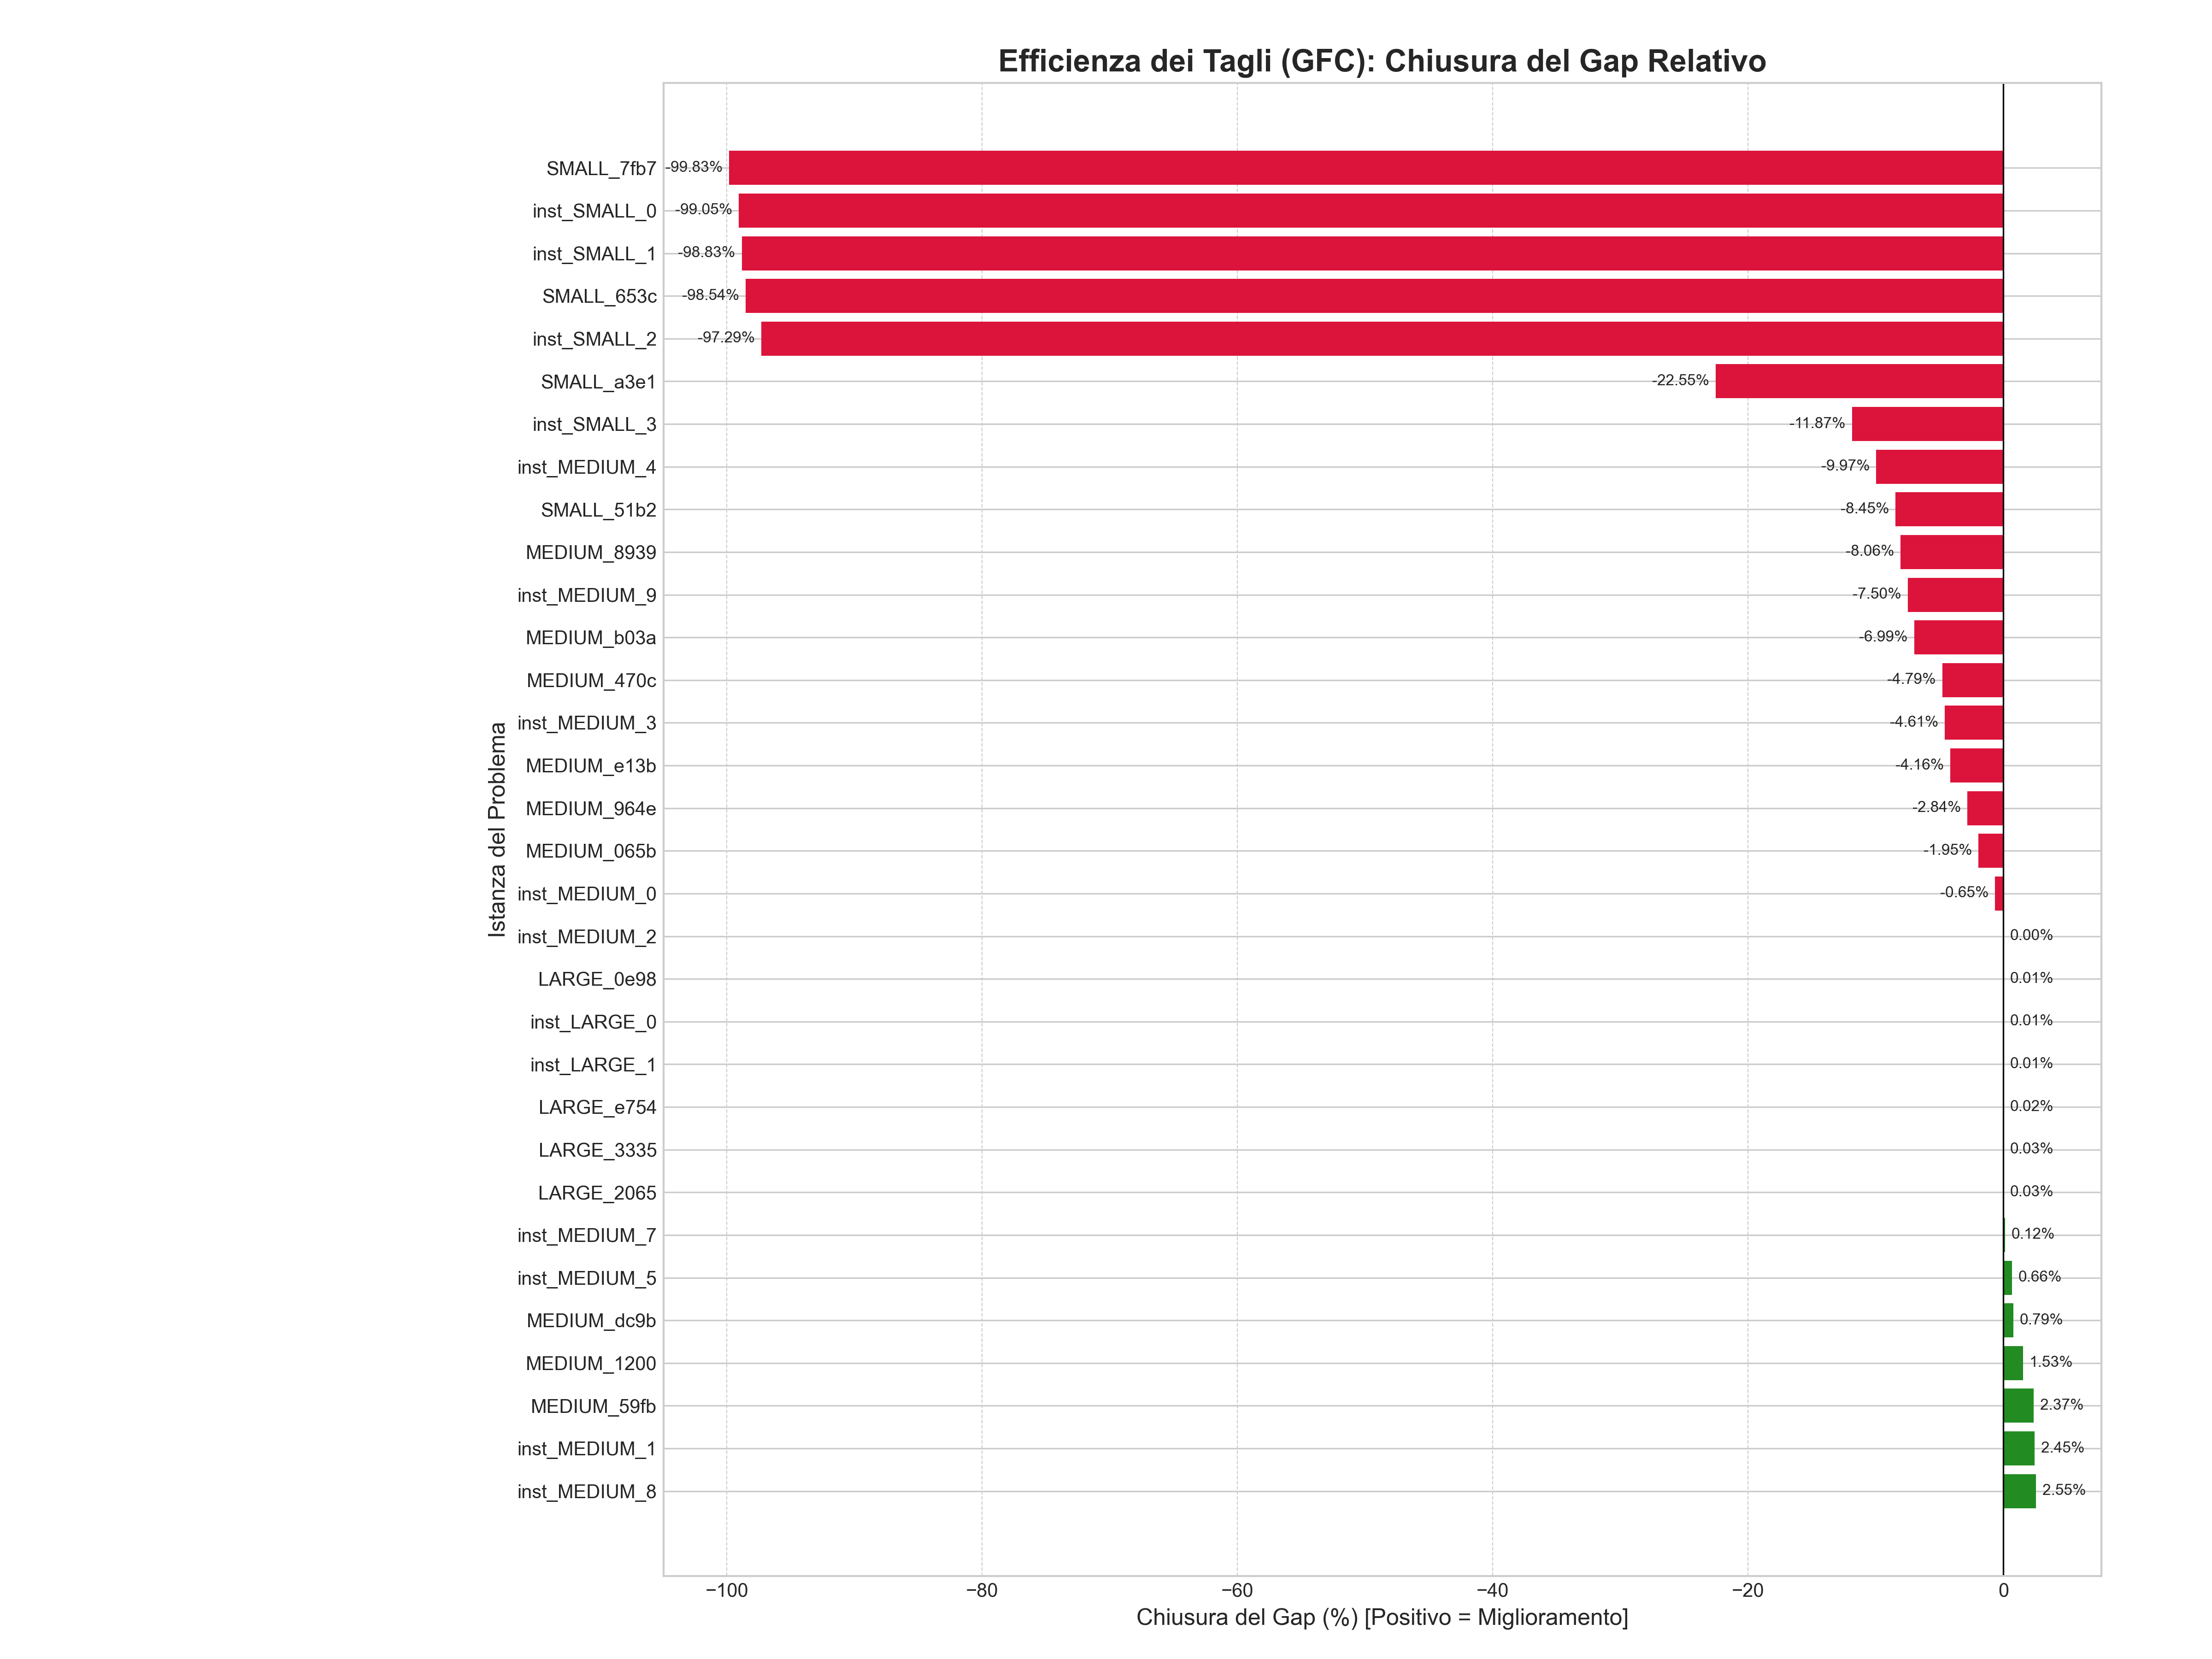 Efficienza dei Tagli (GFC): Chiusura del Gap Relativo
SMALL_7fb7 -99.83%
inst_SMALL_0 -99.05%
inst_SMALL_1 -98.83%
SMALL_653c -98.54%
inst_SMALL_2 -97.29%
SMALL_a3e1 -22.55%
inst_SMALL_3 -11.87%
inst_MEDIUM_4 -9.97%
SMALL_51b2 -8.45%
MEDIUM_8939 -8.06%
inst_MEDIUM_9 -7.50%
MEDIUM_b03a -6.99%
MEDIUM_470c -4.79%
inst_MEDIUM_3 -4.61%
MEDIUM_e13b -4.16%
MEDIUM_964e -2.84%
MEDIUM_065b -1.95%
inst_MEDIUM_0 -0.65%
inst_MEDIUM_2 0.00%
LARGE_0e98 0.01%
inst_LARGE_0 0.01%
inst_LARGE_1 0.01%
LARGE_e754 0.02%
LARGE_3335 0.03%
LARGE_2065 0.03%
inst_MEDIUM_7 0.12%
inst_MEDIUM_5 0.66%
MEDIUM_dc9b 0.79%
MEDIUM_1200 1.53%
MEDIUM_59fb 2.37%
inst_MEDIUM_1 2.45%
inst_MEDIUM_8 2.55%
Istanza del Problema
−100 −80 −60 −40 −20 0
Chiusura del Gap (%) [Positivo = Miglioramento]